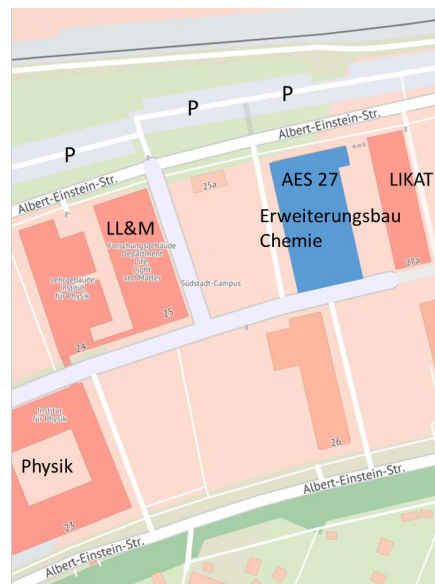 P
P
P
Albert-Einstein-Str.
Albert-Einstein-Str.
25a
AES 27
LIKAT
Erweiterungsbau
Chemie
LL&M
Forschungsgebäude
Department
Life,
Light
and Matter
Lehrgebäude
Institut
für Physik
Südstadt-Campus
27a
25
24
Institut
für Physik
26
Physik
23
Albert-Einstein-Str.
Albert-Einstein-Str.